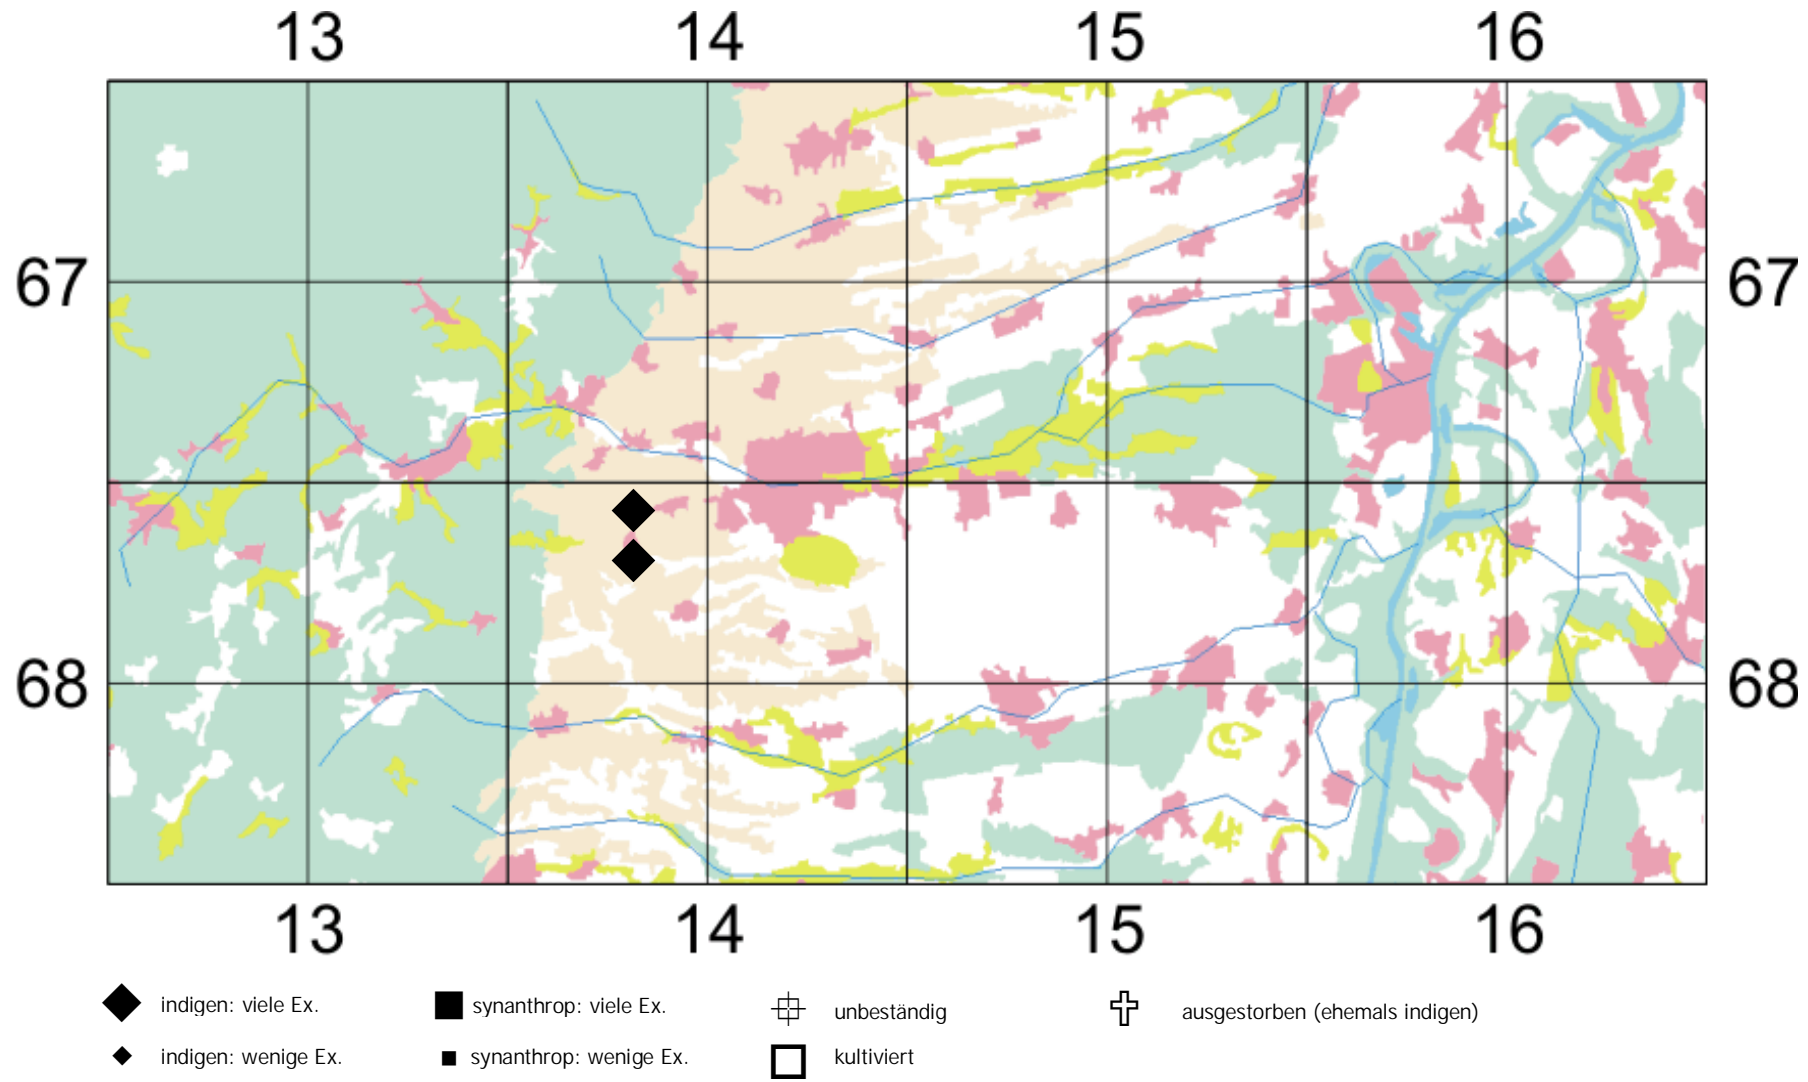 13 14 15 16
67 67
68 68
13 14 15 16
indigen: viele Ex. synanthrop: viele Ex. unbeständig ausgestorben (ehemals indigen)
indigen: wenige Ex. synanthrop: wenige Ex. kultiviert